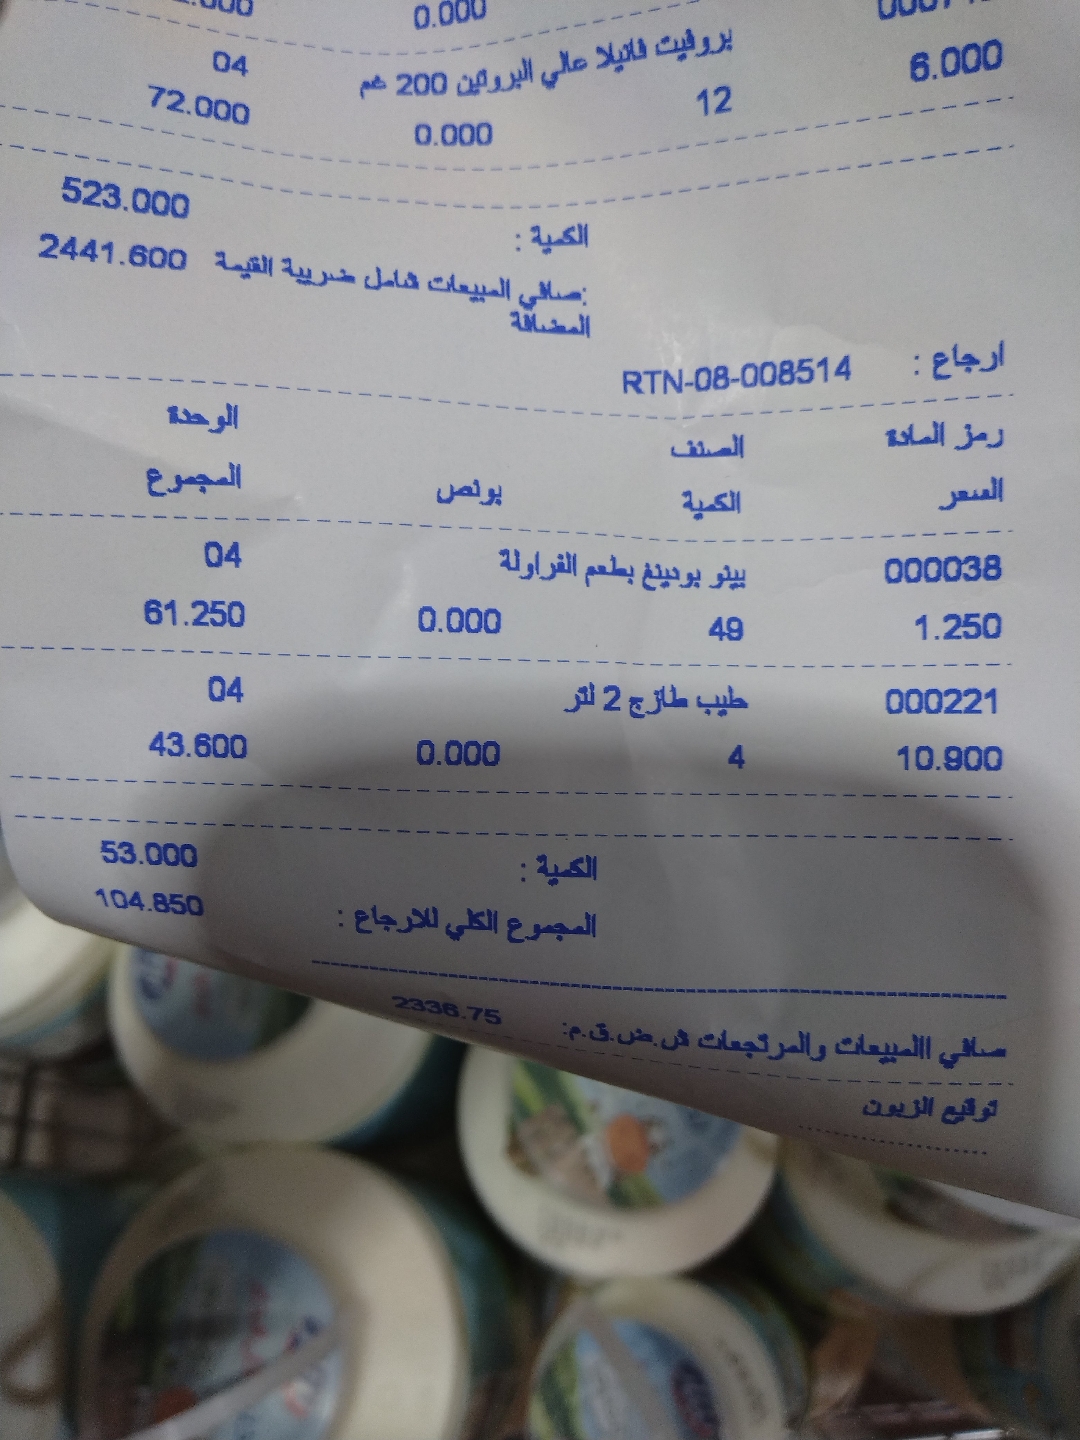 0.000
بروفيت فانيلا عالي البروتين 200 غم 04
6.000 12 0.000 72.000
الكمية : 523.000
صافي المبيعات شامل ضريبة القيمة المضافة: 2441.600
ارجاع : RTN-08-008514
رمز المادة الصنف الوحدة
السعر الكمية بونص المجموع
000038 بينو بودينغ بطعم الفراولة 04
1.250 49 0.000 61.250
000221 حليب طازج 2 لتر 04
10.900 4 0.000 43.600
الكمية : 53.000
المجموع الكلي للارجاع : 104.850
صافي االمبيعات والمرتجعات ش.ض.ق.م: 2336.75
توقيع الزبون